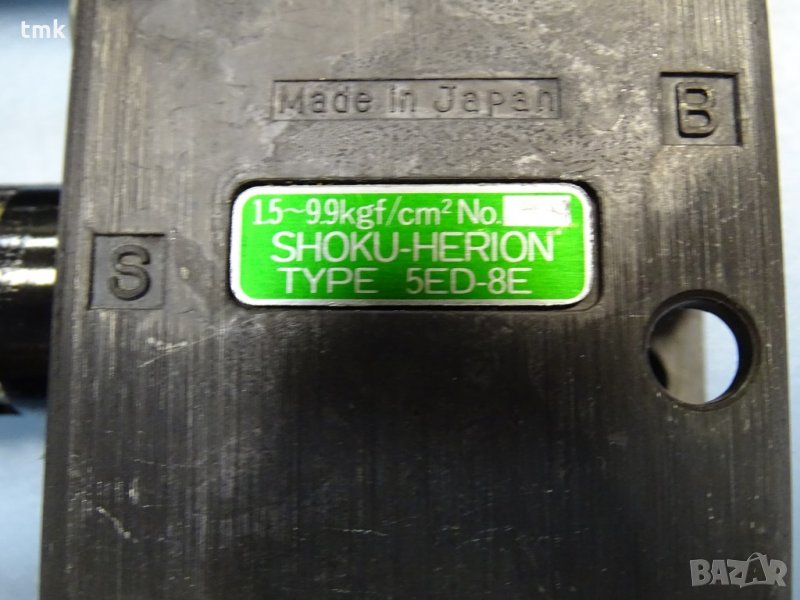 tmk
Made in Japan
B
1.5~9.9kgf/cm² No.
SHOKU-HERION
S
TYPE 5ED-8E
BAZAR